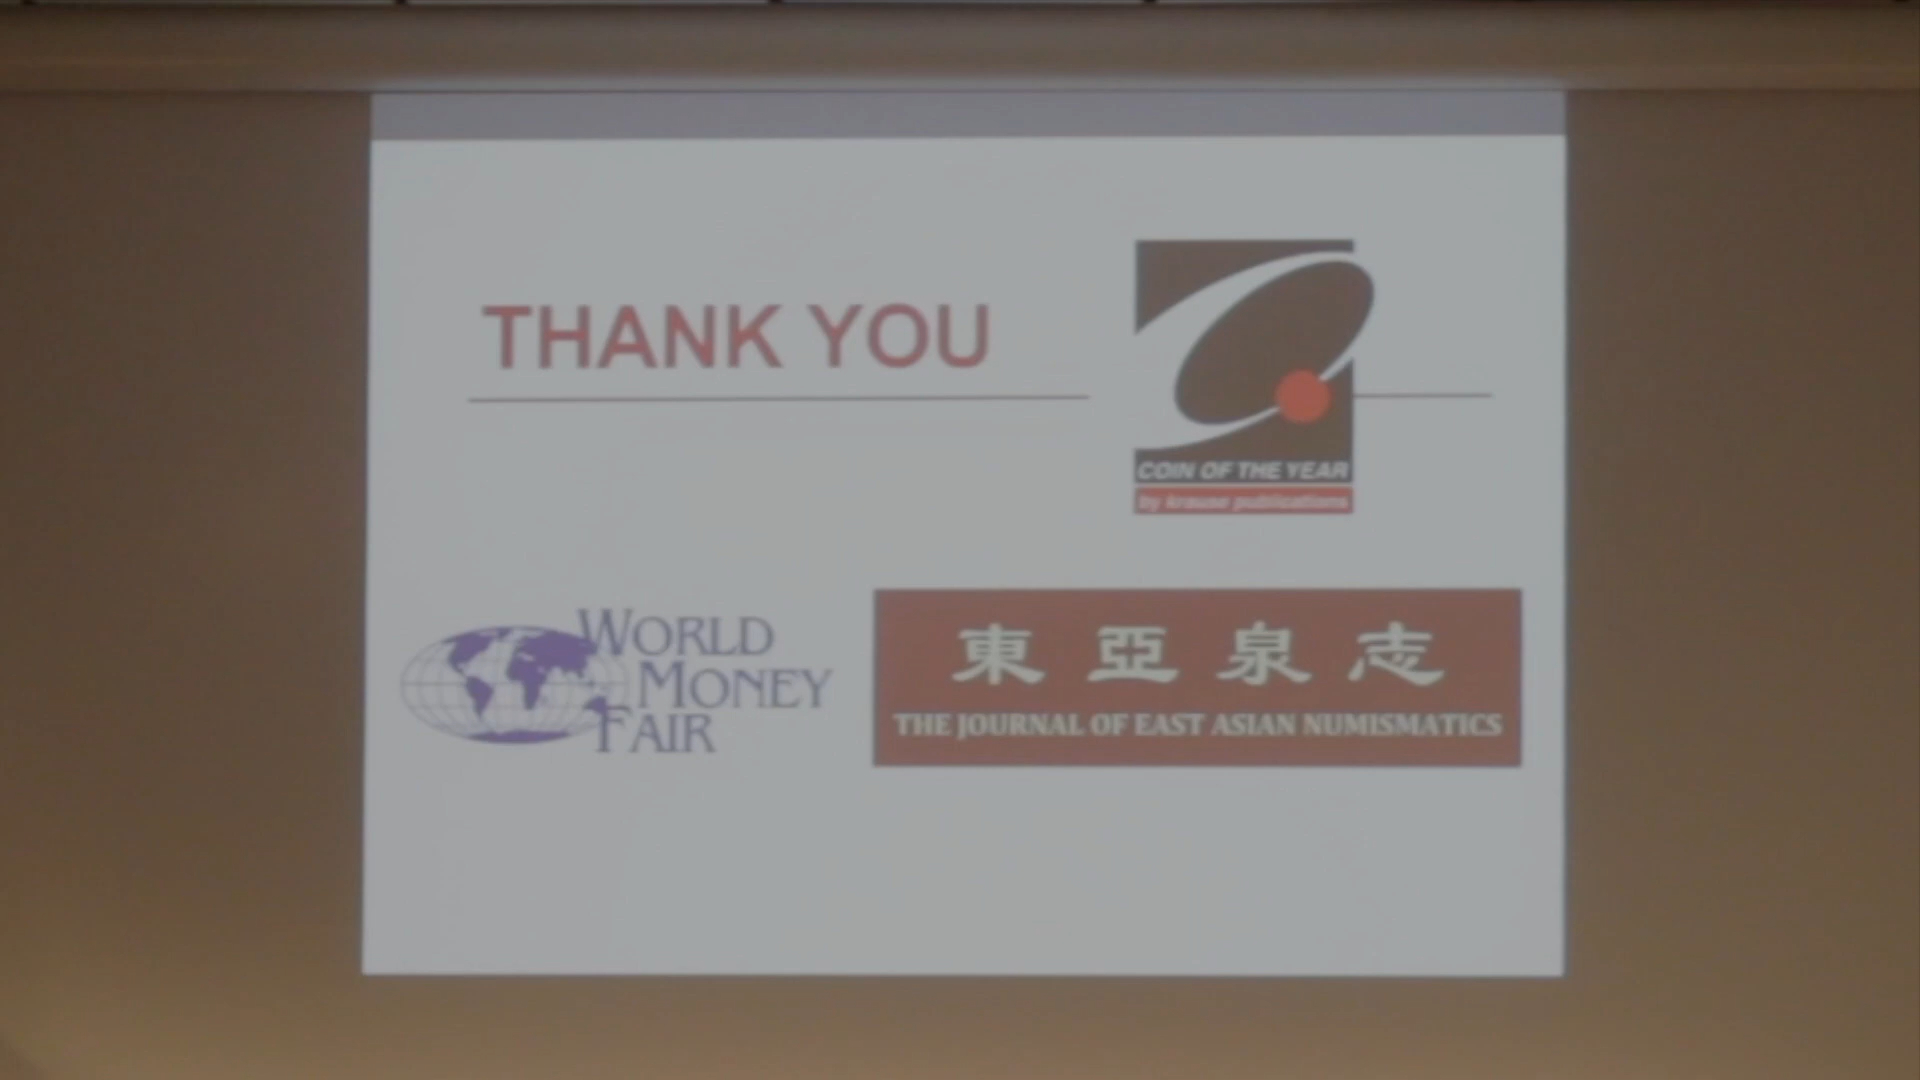 THANK YOU
COIN OF THE YEAR
by krause publications
WORLD
MONEY
FAIR
東亞泉志
THE JOURNAL OF EAST ASIAN NUMISMATICS